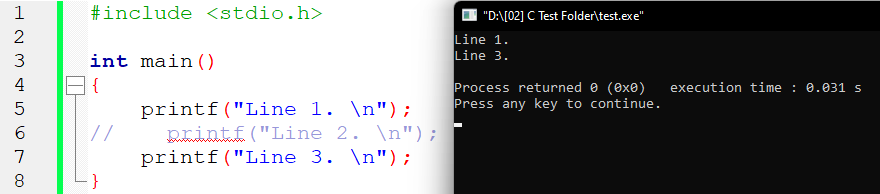 1 #include <stdio.h>
2
3 int main()
4 {
5 printf("Line 1. \n");
6 // printf("Line 2. \n");
7 printf("Line 3. \n");
8 }
"D:\[02] C Test Folder\test.exe"
Line 1.
Line 3.
Process returned 0 (0x0) execution time : 0.031 s
Press any key to continue.